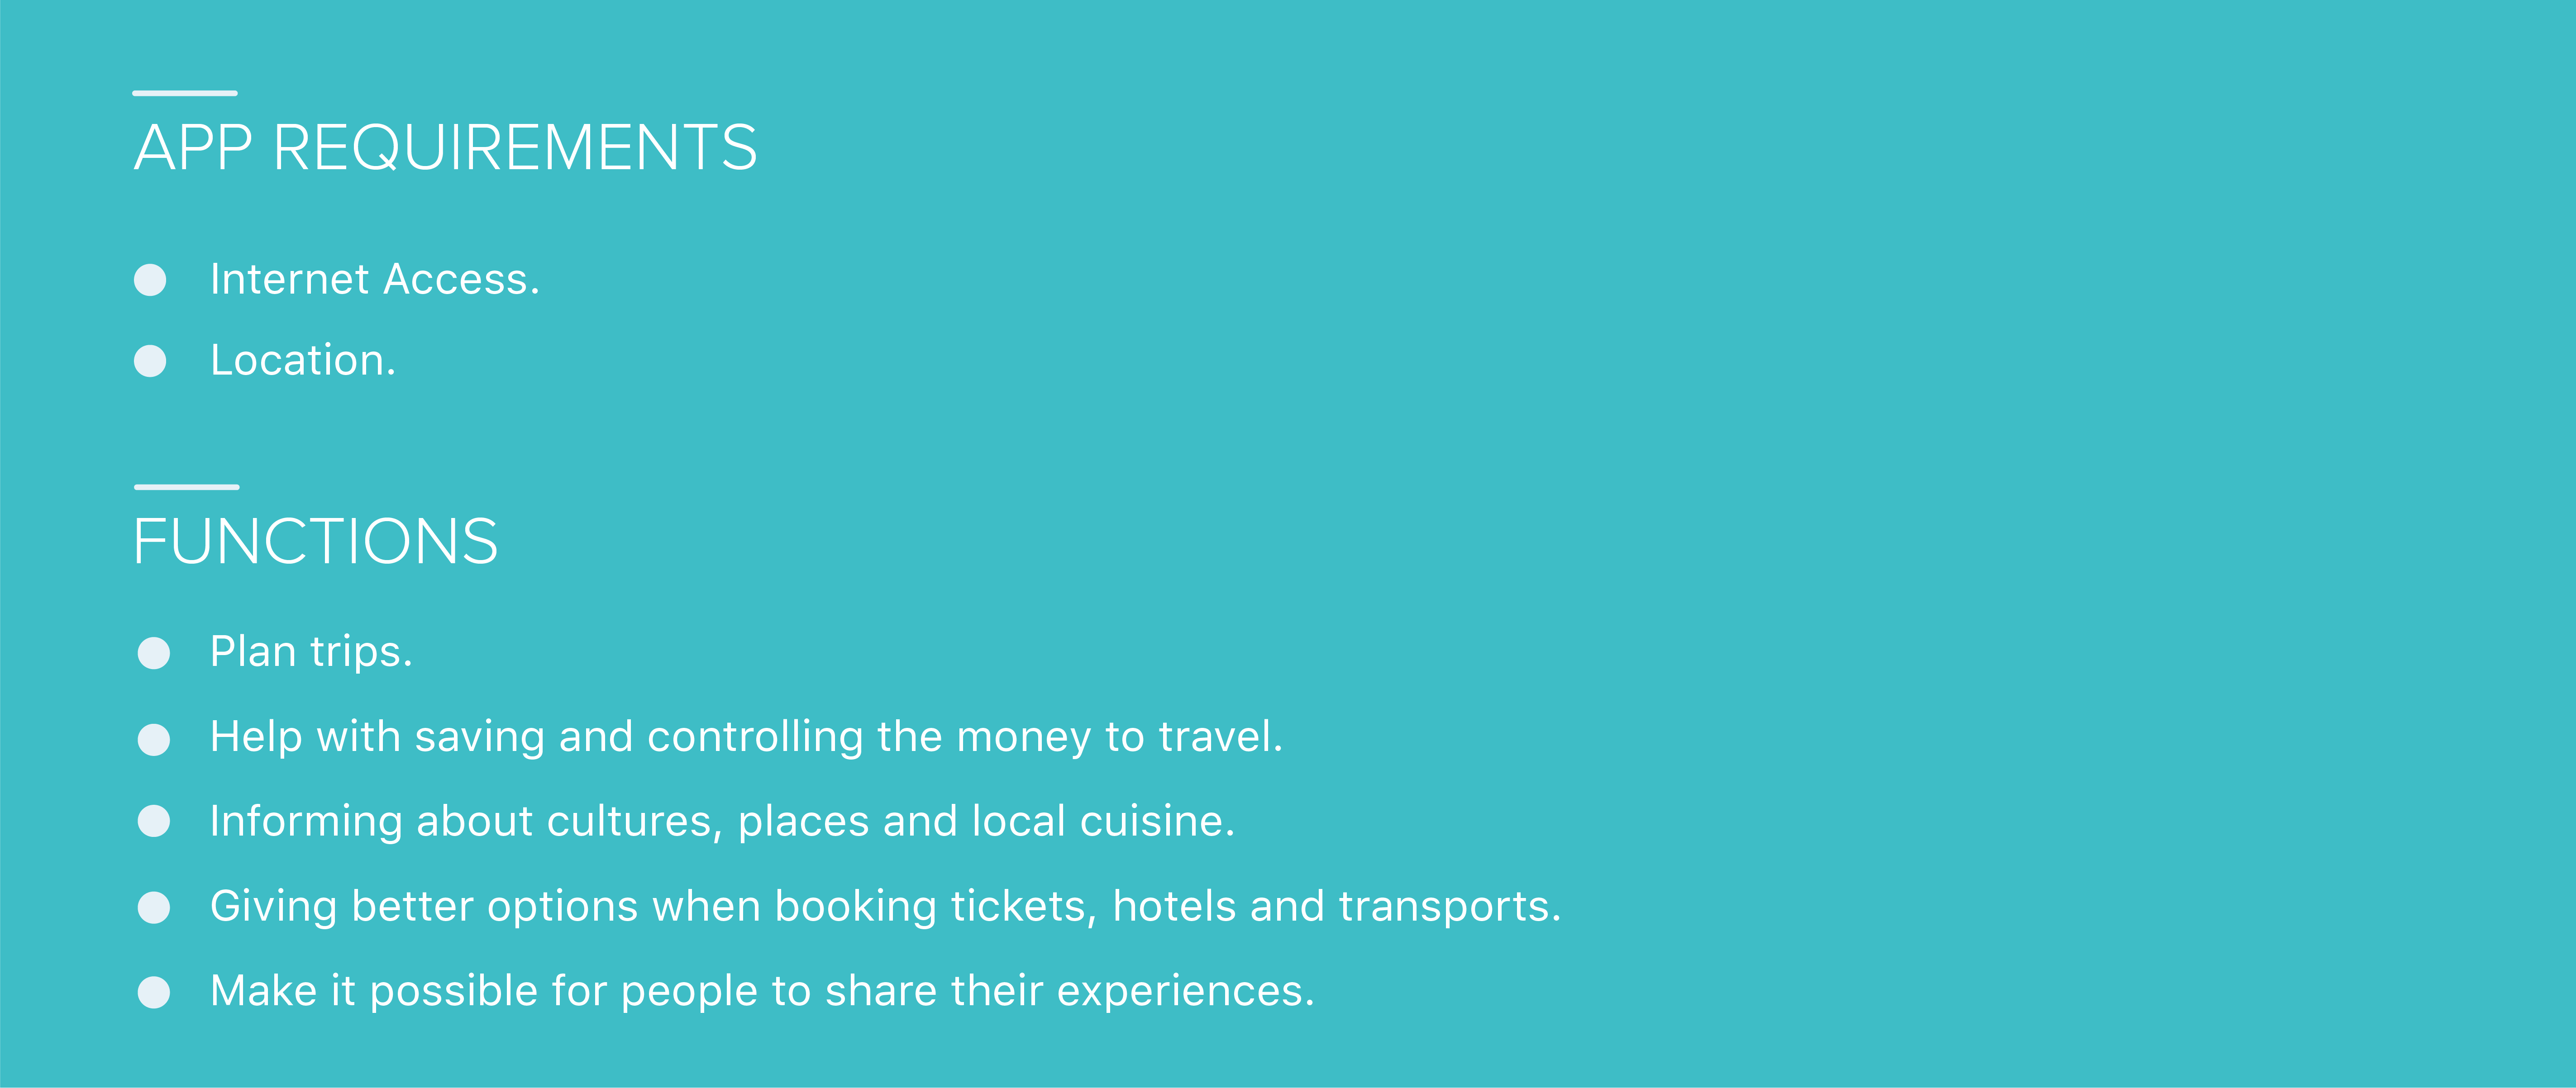 APP REQUIREMENTS
Internet Access.
Location.
FUNCTIONS
Plan trips.
Help with saving and controlling the money to travel.
Informing about cultures, places and local cuisine.
Giving better options when booking tickets, hotels and transports.
Make it possible for people to share their experiences.